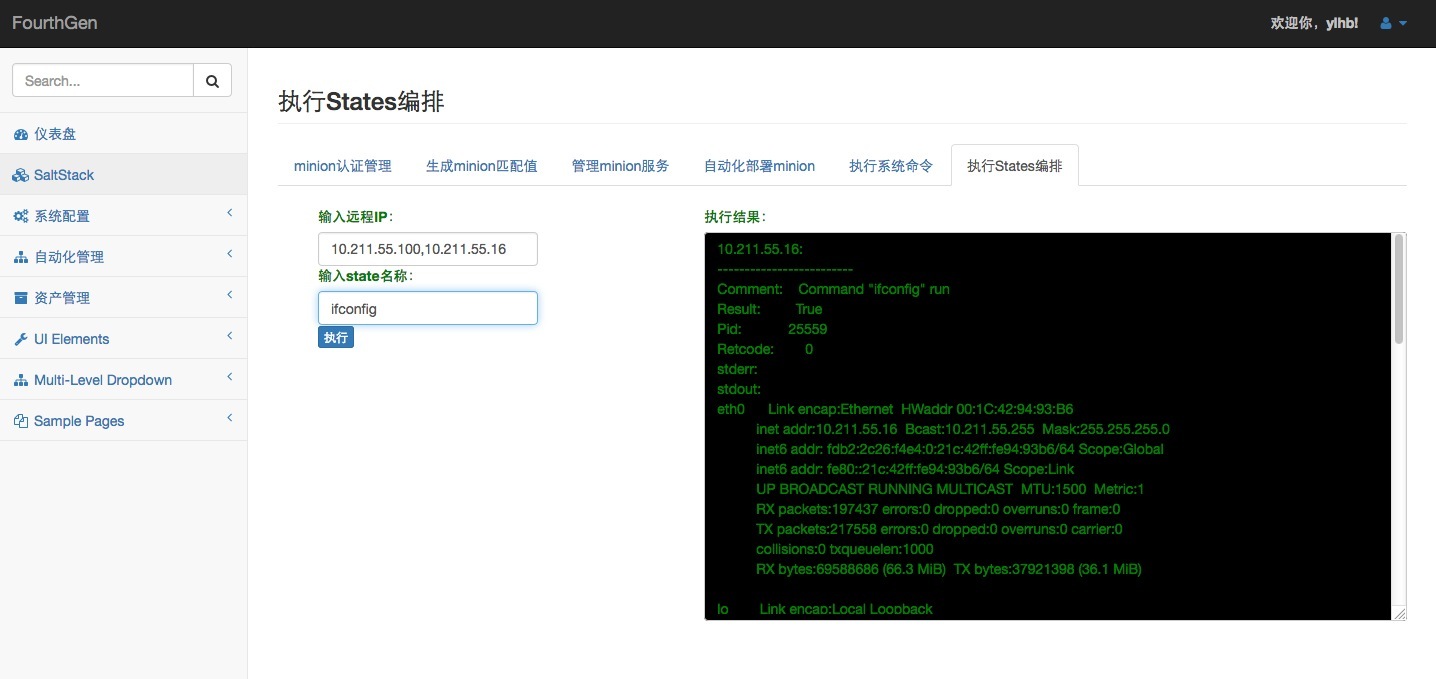 FourthGen
欢迎你，ylhb!
Search...
仪表盘
SaltStack
系统配置
自动化管理
资产管理
UI Elements
Multi-Level Dropdown
Sample Pages
执行States编排
minion认证管理
生成minion匹配值
管理minion服务
自动化部署minion
执行系统命令
执行States编排
输入远程IP：
10.211.55.100,10.211.55.16
输入state名称：
ifconfig
执行
执行结果：
10.211.55.16:
-------------------------
Comment: Command "ifconfig" run
Result: True
Pid: 25559
Retcode: 0
stderr:
stdout:
eth0 Link encap:Ethernet HWaddr 00:1C:42:94:93:B6
inet addr:10.211.55.16 Bcast:10.211.55.255 Mask:255.255.255.0
inet6 addr: fdb2:2c26:f4e4:0:21c:42ff:fe94:93b6/64 Scope:Global
inet6 addr: fe80::21c:42ff:fe94:93b6/64 Scope:Link
UP BROADCAST RUNNING MULTICAST MTU:1500 Metric:1
RX packets:197437 errors:0 dropped:0 overruns:0 frame:0
TX packets:217558 errors:0 dropped:0 overruns:0 carrier:0
collisions:0 txqueuelen:1000
RX bytes:69588686 (66.3 MiB) TX bytes:37921398 (36.1 MiB)
lo Link encap:Local Loopback